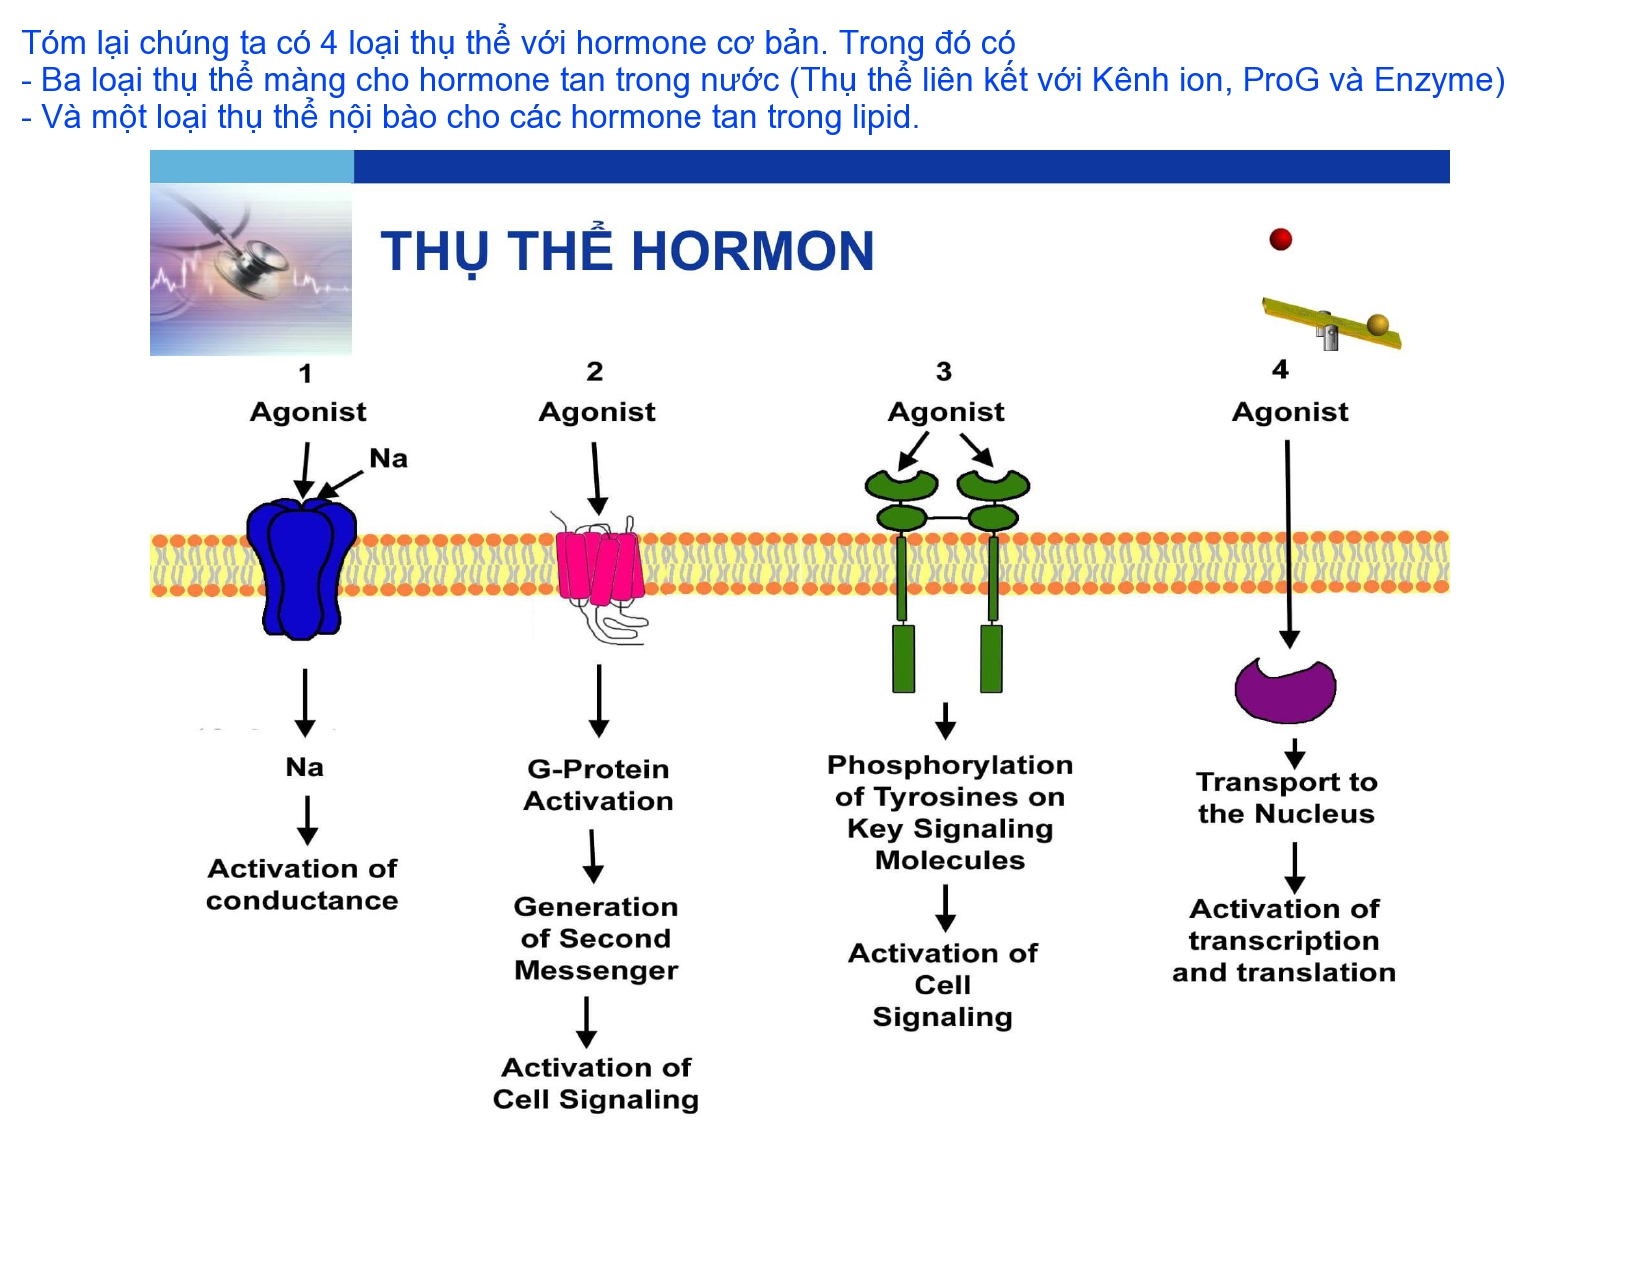 Tóm lại chúng ta có 4 loại thụ thể với hormone cơ bản. Trong đó có
- Ba loại thụ thể màng cho hormone tan trong nước (Thụ thể liên kết với Kênh ion, ProG và Enzyme)
- Và một loại thụ thể nội bào cho các hormone tan trong lipid.
THỤ THỂ HORMON
1
Agonist
Na
Na
Activation of
conductance
2
Agonist
G-Protein
Activation
Generation
of Second
Messenger
Activation of
Cell Signaling
3
Agonist
Phosphorylation
of Tyrosines on
Key Signaling
Molecules
Activation of
Cell
Signaling
4
Agonist
Transport to
the Nucleus
Activation of
transcription
and translation